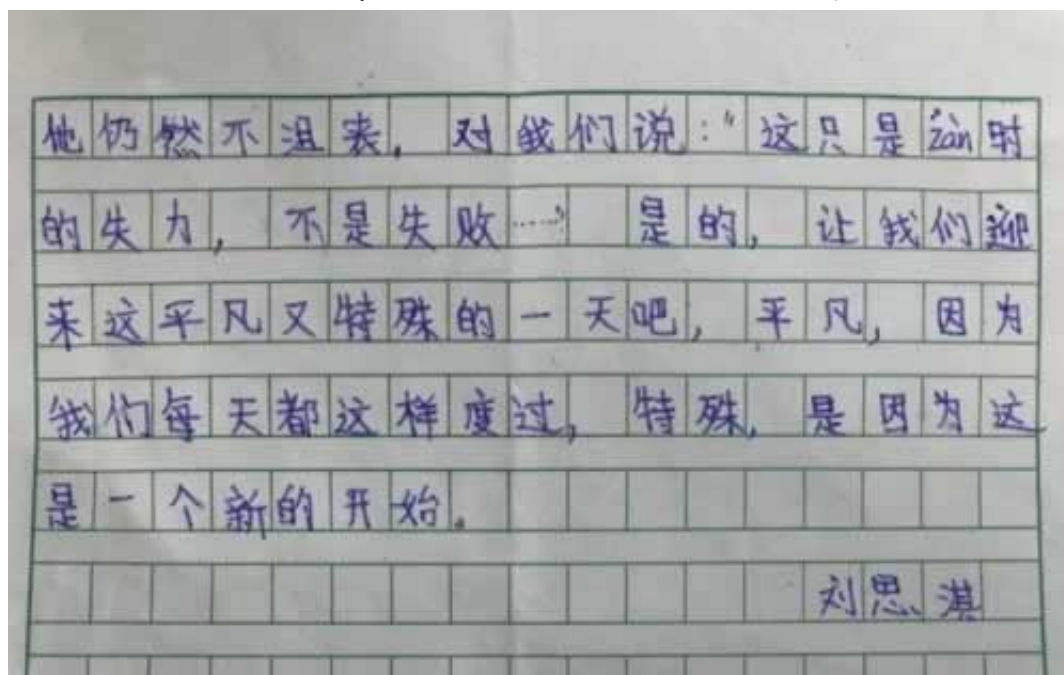 他仍然不沮丧，对我们说：“这只是zàn时
的失力，不是失败……”是的，让我们迎
来这平凡又特殊的一天吧，平凡，因为
我们每天都这样度过，特殊，是因为这
是一个新的开始。
刘思淇